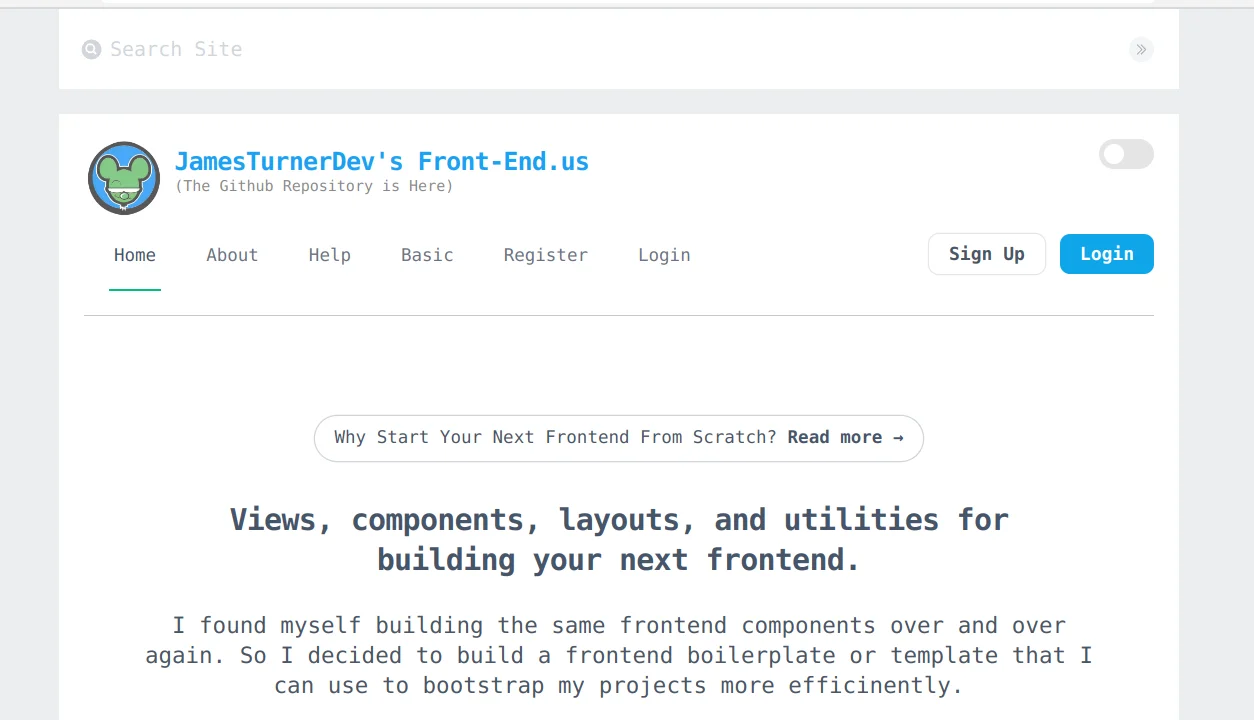 Search Site
JamesTurnerDev's Front-End.us
(The Github Repository is Here)
Home About Help Basic Register Login Sign Up Login
Why Start Your Next Frontend From Scratch? Read more →
Views, components, layouts, and utilities for
building your next frontend.
I found myself building the same frontend components over and over
again. So I decided to build a frontend boilerplate or template that I
can use to bootstrap my projects more efficinently.